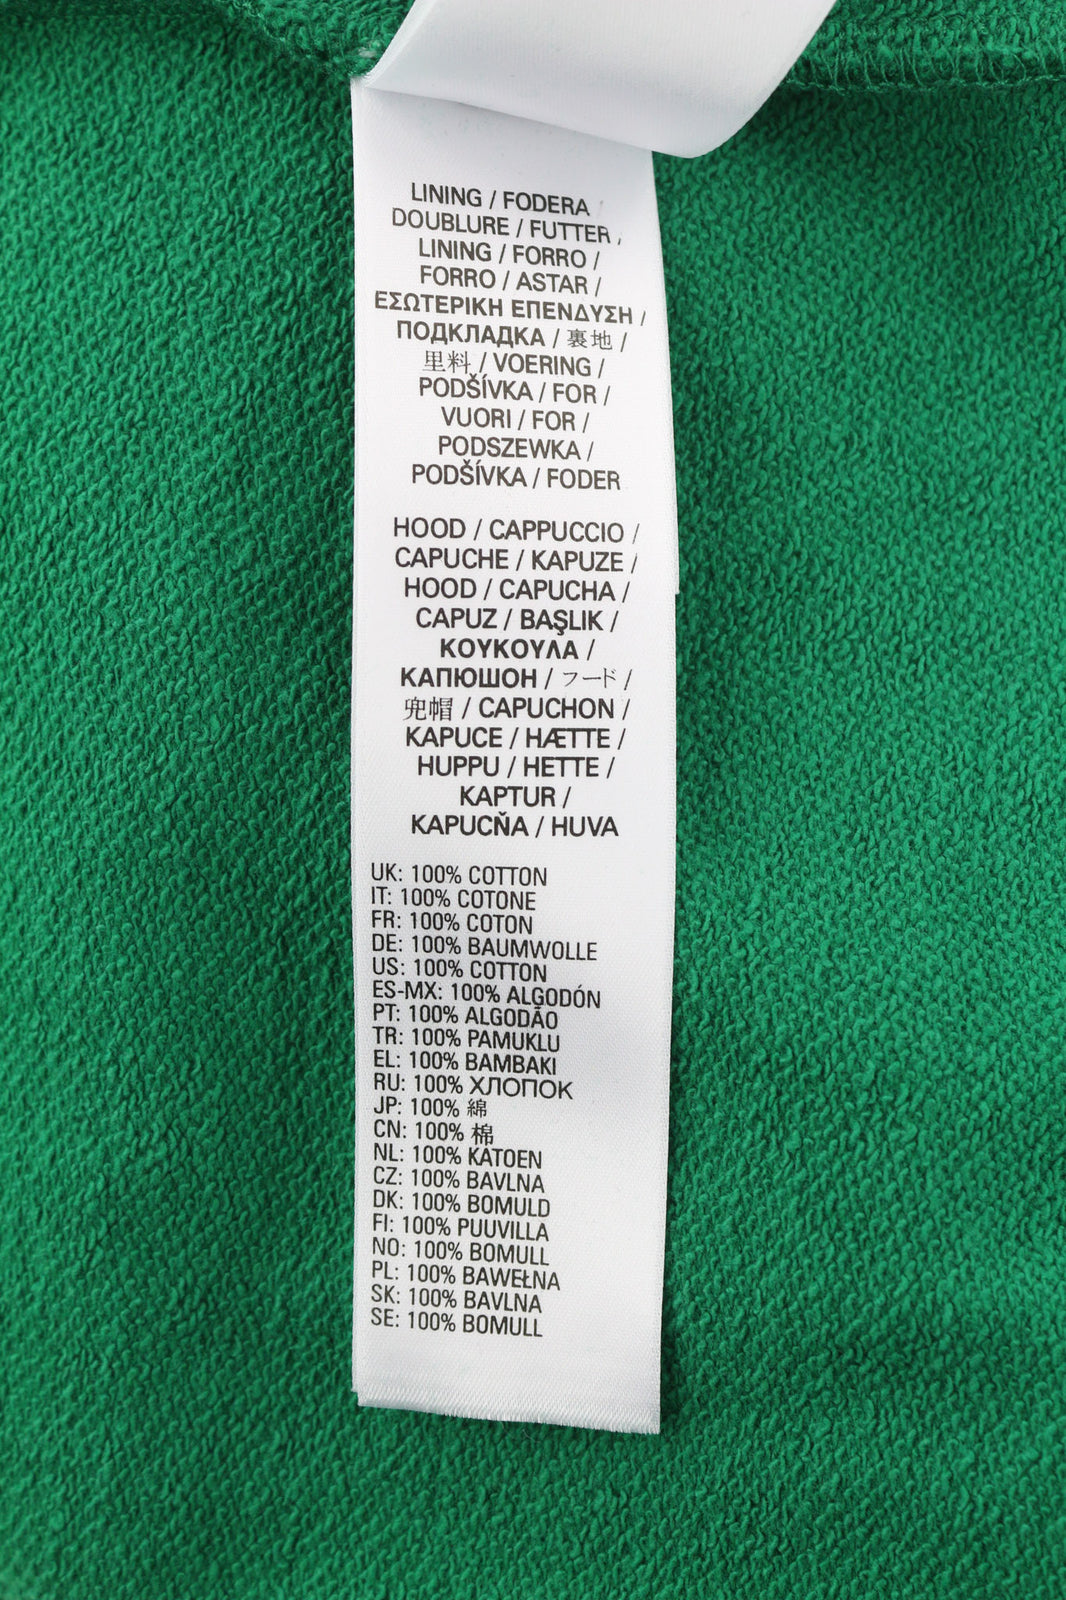 LINING / FODERA /
DOUBLURE / FUTTER /
LINING / FORRO /
FORRO / ASTAR /
ΕΣΩΤΕΡΙΚΗ ΕΠΕΝΔΥΣΗ /
ПОДКЛАДКА / 裏地 /
里料 / VOERING /
PODŠÍVKA / FOR /
VUORI / FOR /
PODSZEWKA /
PODŠÍVKA / FODER
HOOD / CAPPUCCIO /
CAPUCHE / KAPUZE /
HOOD / CAPUCHA /
CAPUZ / BAŞLIK /
ΚΟΥΚΟΥΛΑ /
КАПЮШОН / フード /
兜帽 / CAPUCHON /
KAPUCE / HÆTTE /
HUPPU / HETTE /
KAPTUR /
KAPUCŇA / HUVA
UK: 100% COTTON
IT: 100% COTONE
FR: 100% COTON
DE: 100% BAUMWOLLE
US: 100% COTTON
ES-MX: 100% ALGODÓN
PT: 100% ALGODÃO
TR: 100% PAMUKLU
EL: 100% ΒΑΜΒΑΚΙ
RU: 100% ХЛОПОК
JP: 100% 綿
CN: 100% 棉
NL: 100% KATOEN
CZ: 100% BAVLNA
DK: 100% BOMULD
FI: 100% PUUVILLA
NO: 100% BOMULL
PL: 100% BAWEŁNA
SK: 100% BAVLNA
SE: 100% BOMULL